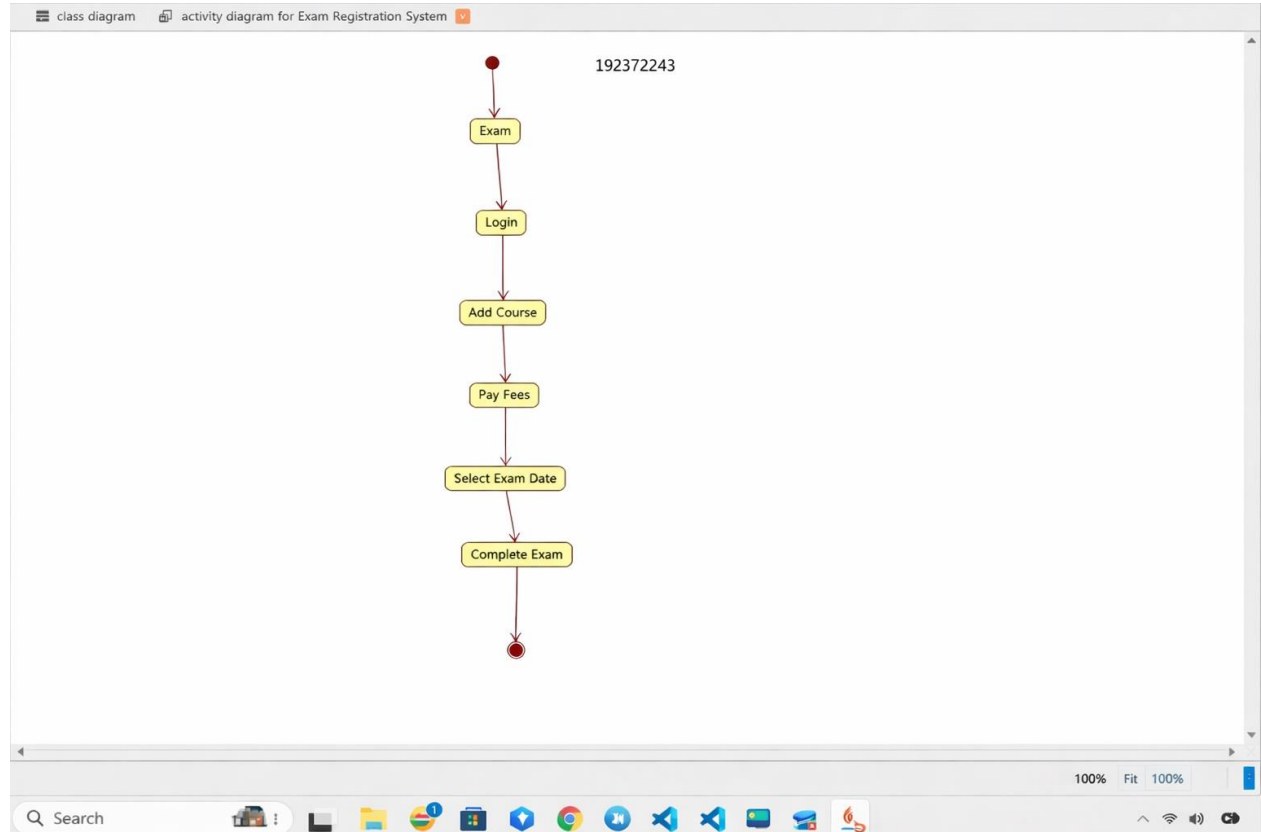 class diagram
activity diagram for Exam Registration System
192372243
Exam
Login
Add Course
Pay Fees
Select Exam Date
Complete Exam
100% Fit 100%
Search
1